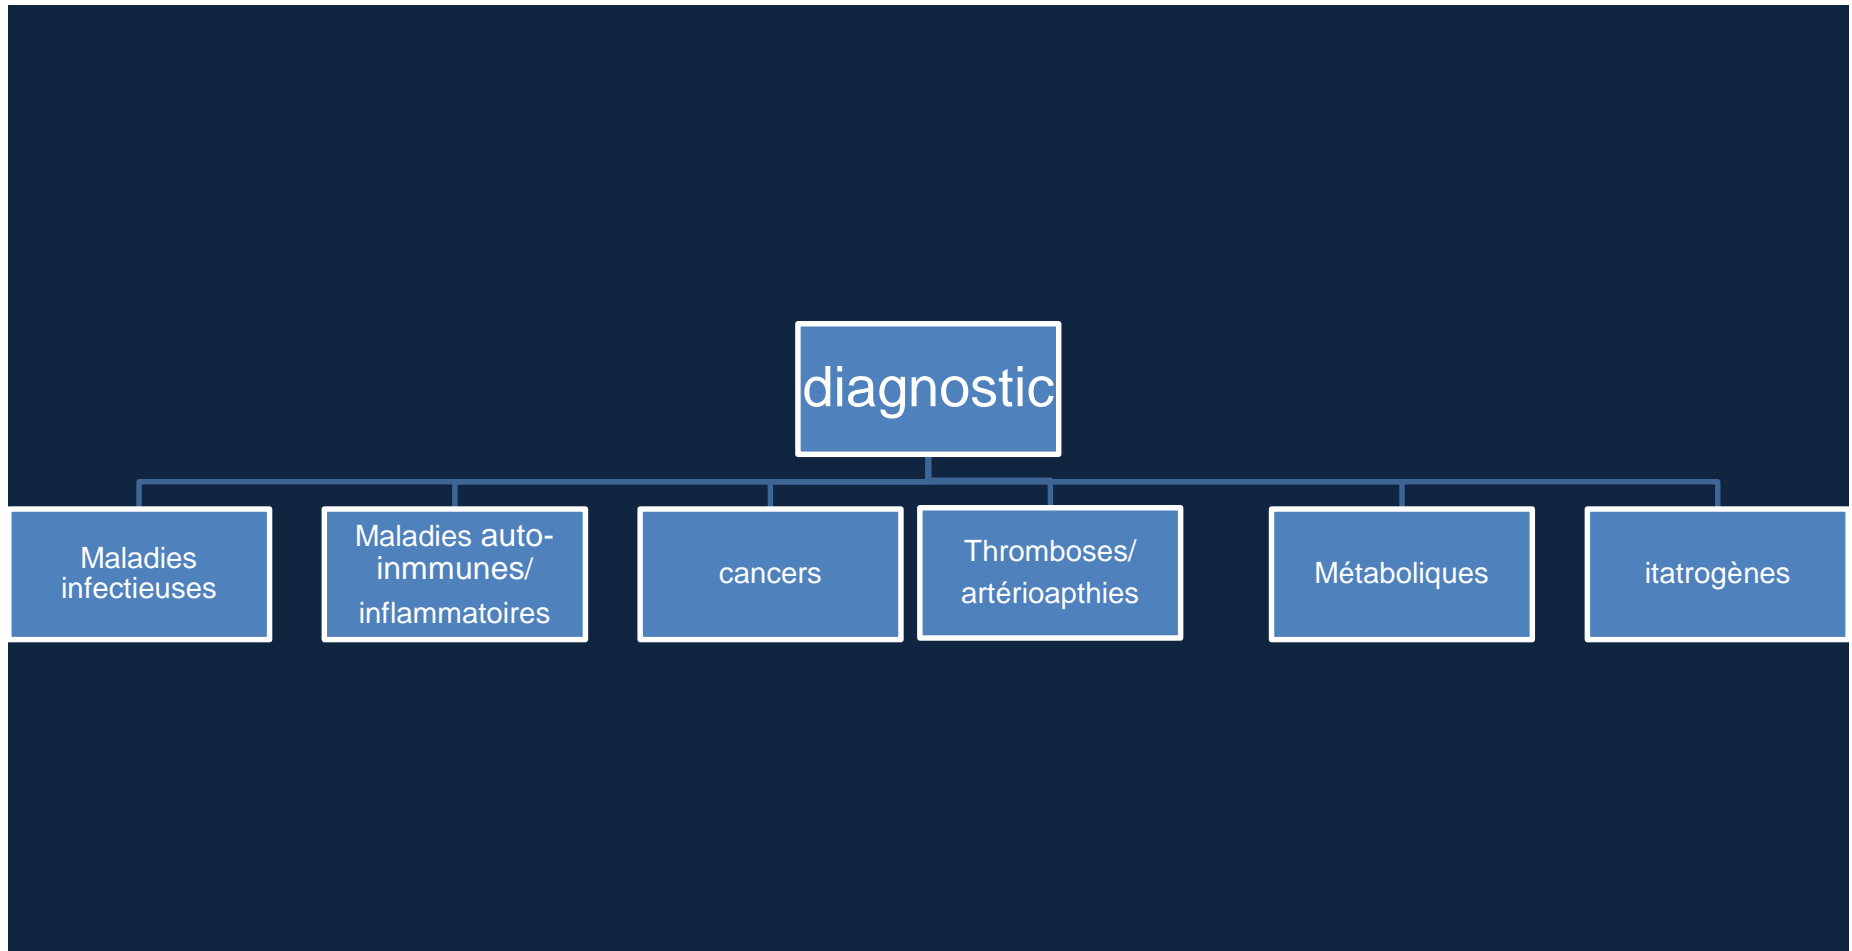 diagnostic
Maladies
infectieuses
Maladies auto-
inmmunes/
inflammatoires
cancers
Thromboses/
artérioapthies
Métaboliques
itatrogènes